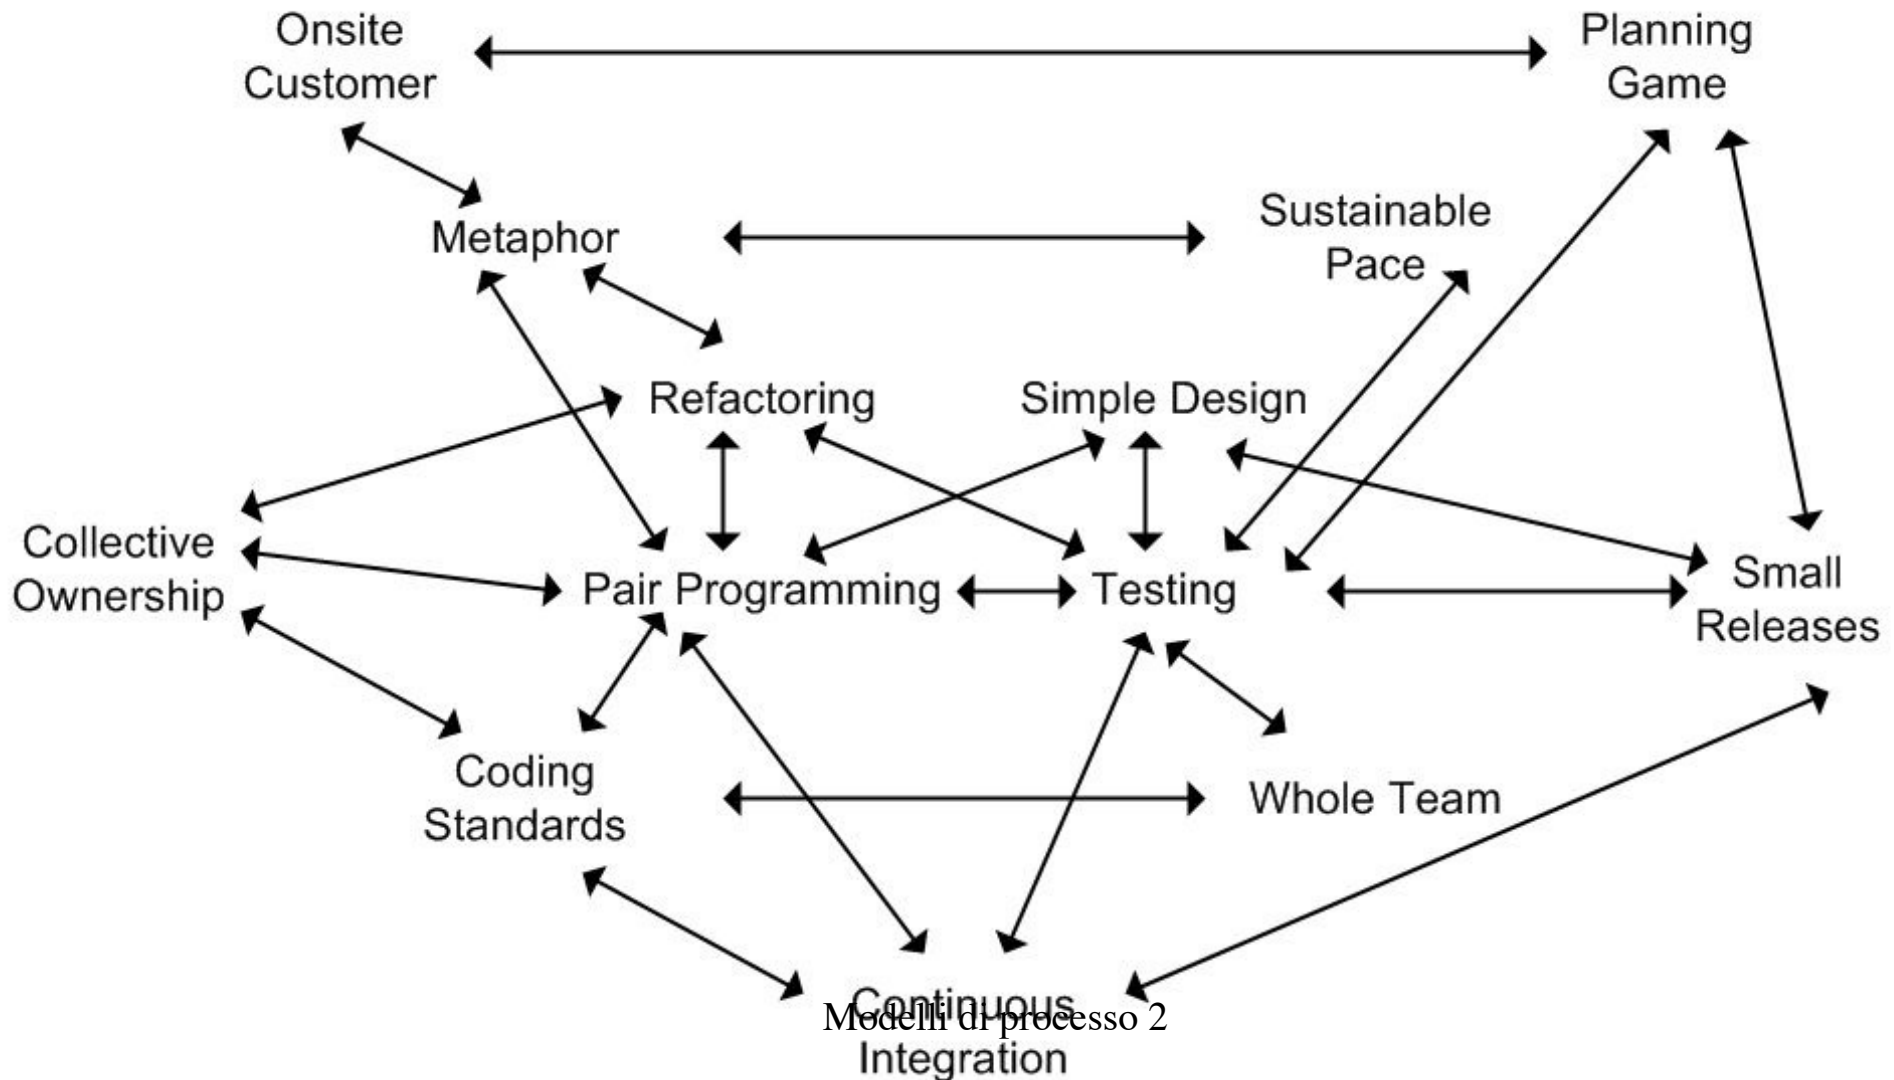 Onsite
Customer
Planning
Game
Metaphor
Sustainable
Pace
Refactoring
Simple Design
Collective
Ownership
Pair Programming
Testing
Small
Releases
Coding
Standards
Whole Team
Continuous
Modelli di processo 2
Integration